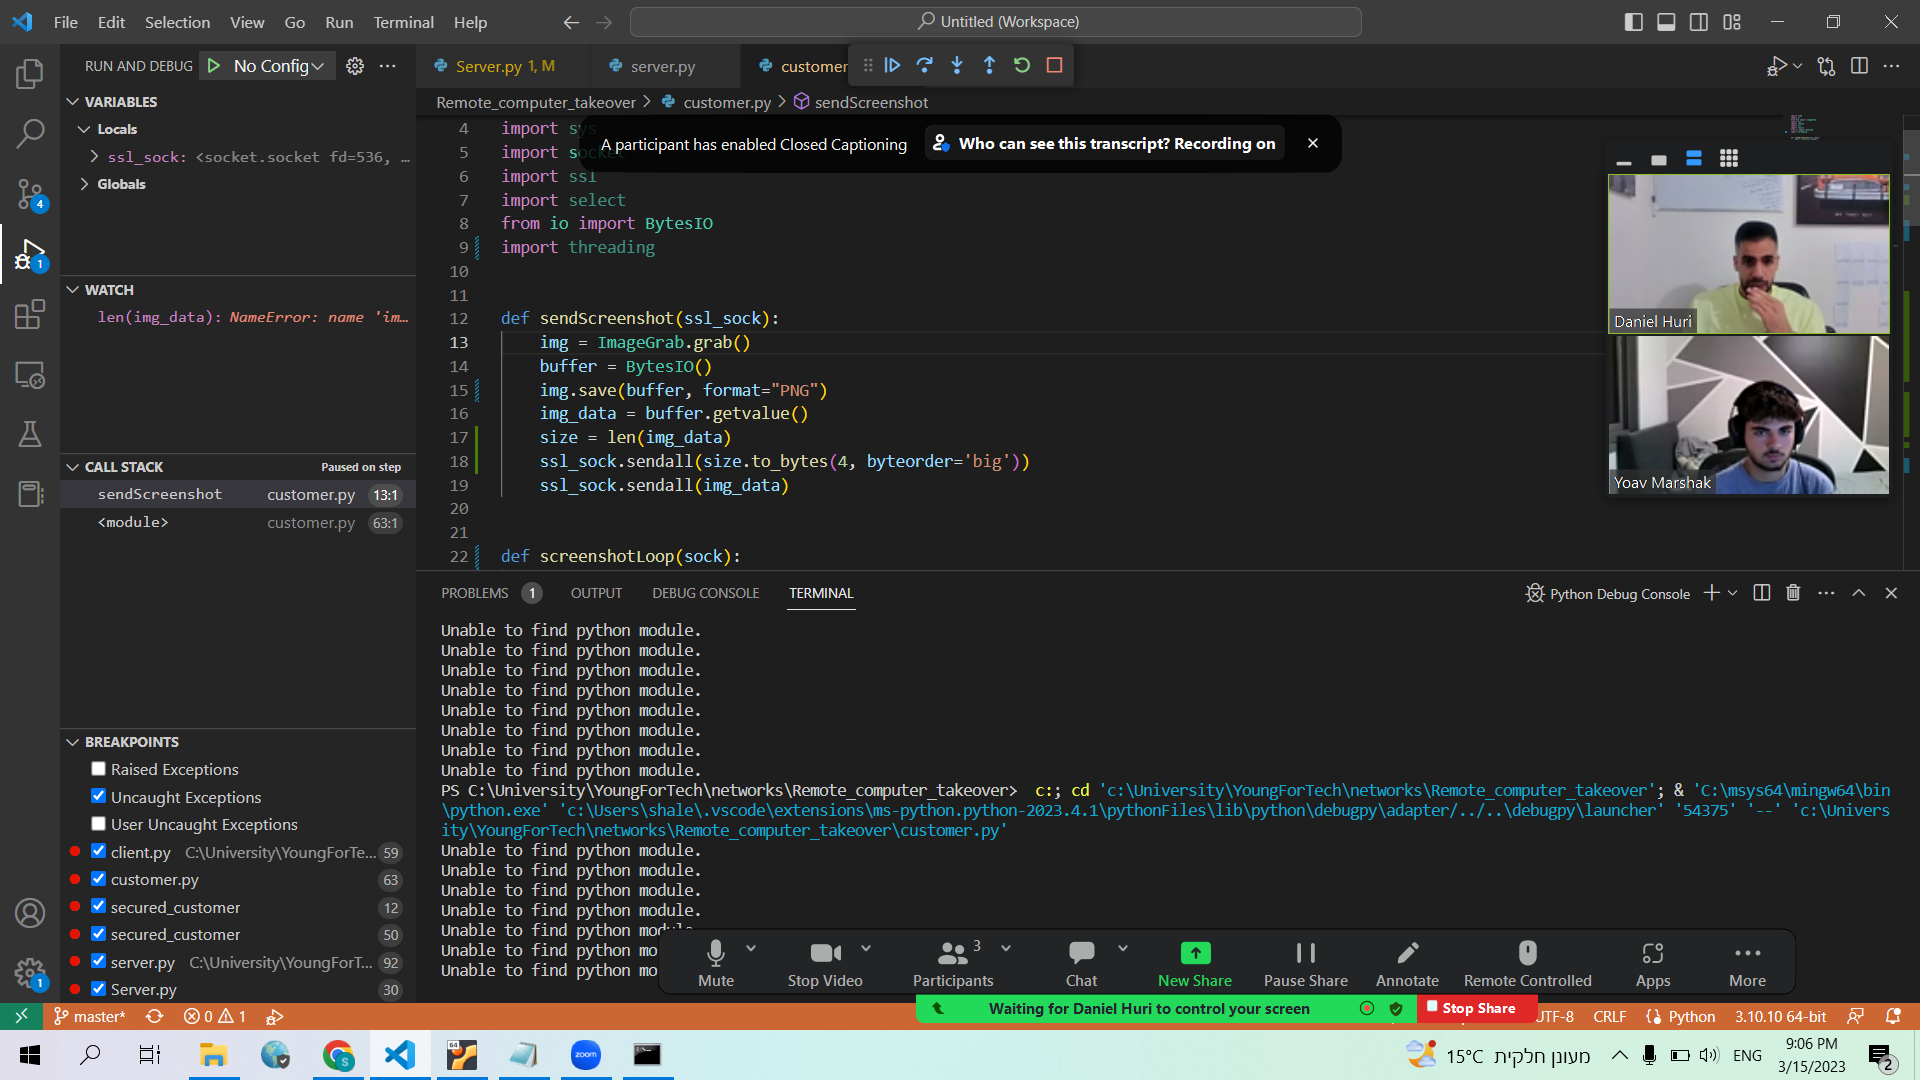 File Edit Selection View Go Run Terminal Help
Untitled (Workspace)
RUN AND DEBUG No Config
Server.py 1, M
server.py
customer
Remote_computer_takeover > customer.py > sendScreenshot
VARIABLES
Locals
ssl_sock: <socket.socket fd=536, …
Globals
WATCH
len(img_data): NameError: name 'im…
CALL STACK Paused on step
sendScreenshot customer.py 13:1
<module> customer.py 63:1
BREAKPOINTS
Raised Exceptions
Uncaught Exceptions
User Uncaught Exceptions
client.py C:\University\YoungForTe... 59
customer.py 63
secured_customer 12
secured_customer 50
server.py C:\University\YoungForT... 92
Server.py 30
A participant has enabled Closed Captioning
Who can see this transcript? Recording on
4 import sys
5 import socket
6 import ssl
7 import select
8 from io import BytesIO
9 import threading
10
11
12 def sendScreenshot(ssl_sock):
13 img = ImageGrab.grab()
14 buffer = BytesIO()
15 img.save(buffer, format="PNG")
16 img_data = buffer.getvalue()
17 size = len(img_data)
18 ssl_sock.sendall(size.to_bytes(4, byteorder='big'))
19 ssl_sock.sendall(img_data)
20
21
22 def screenshotLoop(sock):
Daniel Huri
Yoav Marshak
PROBLEMS 1 OUTPUT DEBUG CONSOLE TERMINAL
Python Debug Console
Unable to find python module.
Unable to find python module.
Unable to find python module.
Unable to find python module.
Unable to find python module.
Unable to find python module.
Unable to find python module.
Unable to find python module.
PS C:\University\YoungForTech\networks\Remote_computer_takeover> c:; cd 'c:\University\YoungForTech\networks\Remote_computer_takeover'; & 'C:\msys64\mingw64\bin
\python.exe' 'c:\Users\shale\.vscode\extensions\ms-python.python-2023.4.1\pythonFiles\lib\python\debugpy\adapter/../..\debugpy\launcher' '54375' '--' 'c:\Univers
ity\YoungForTech\networks\Remote_computer_takeover\customer.py'
Unable to find python module.
Unable to find python module.
Unable to find python module.
Unable to find python module.
Unable to find python module.
Unable to find python mo
Unable to find python mo
Mute
Stop Video
Participants 3
Chat
New Share
Pause Share
Annotate
Remote Controlled
Apps
More
Waiting for Daniel Huri to control your screen
Stop Share
4
1
1
master* 0 1
UTF-8 CRLF Python 3.10.10 64-bit
S
64
zoom
15°C מעונן חלקית
ENG
9:06 PM
3/15/2023
2